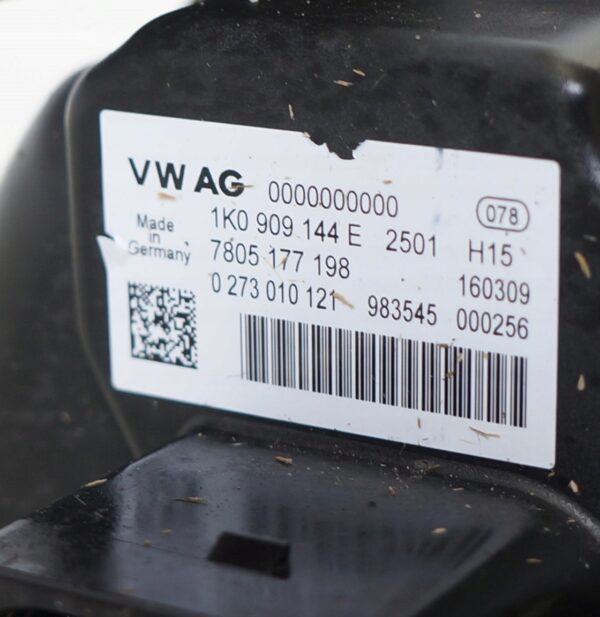 VW AG 0000000000 078
Made in Germany
1K0 909 144 E 2501 H15
7805 177 198 160309
0 273 010 121 983545 000256